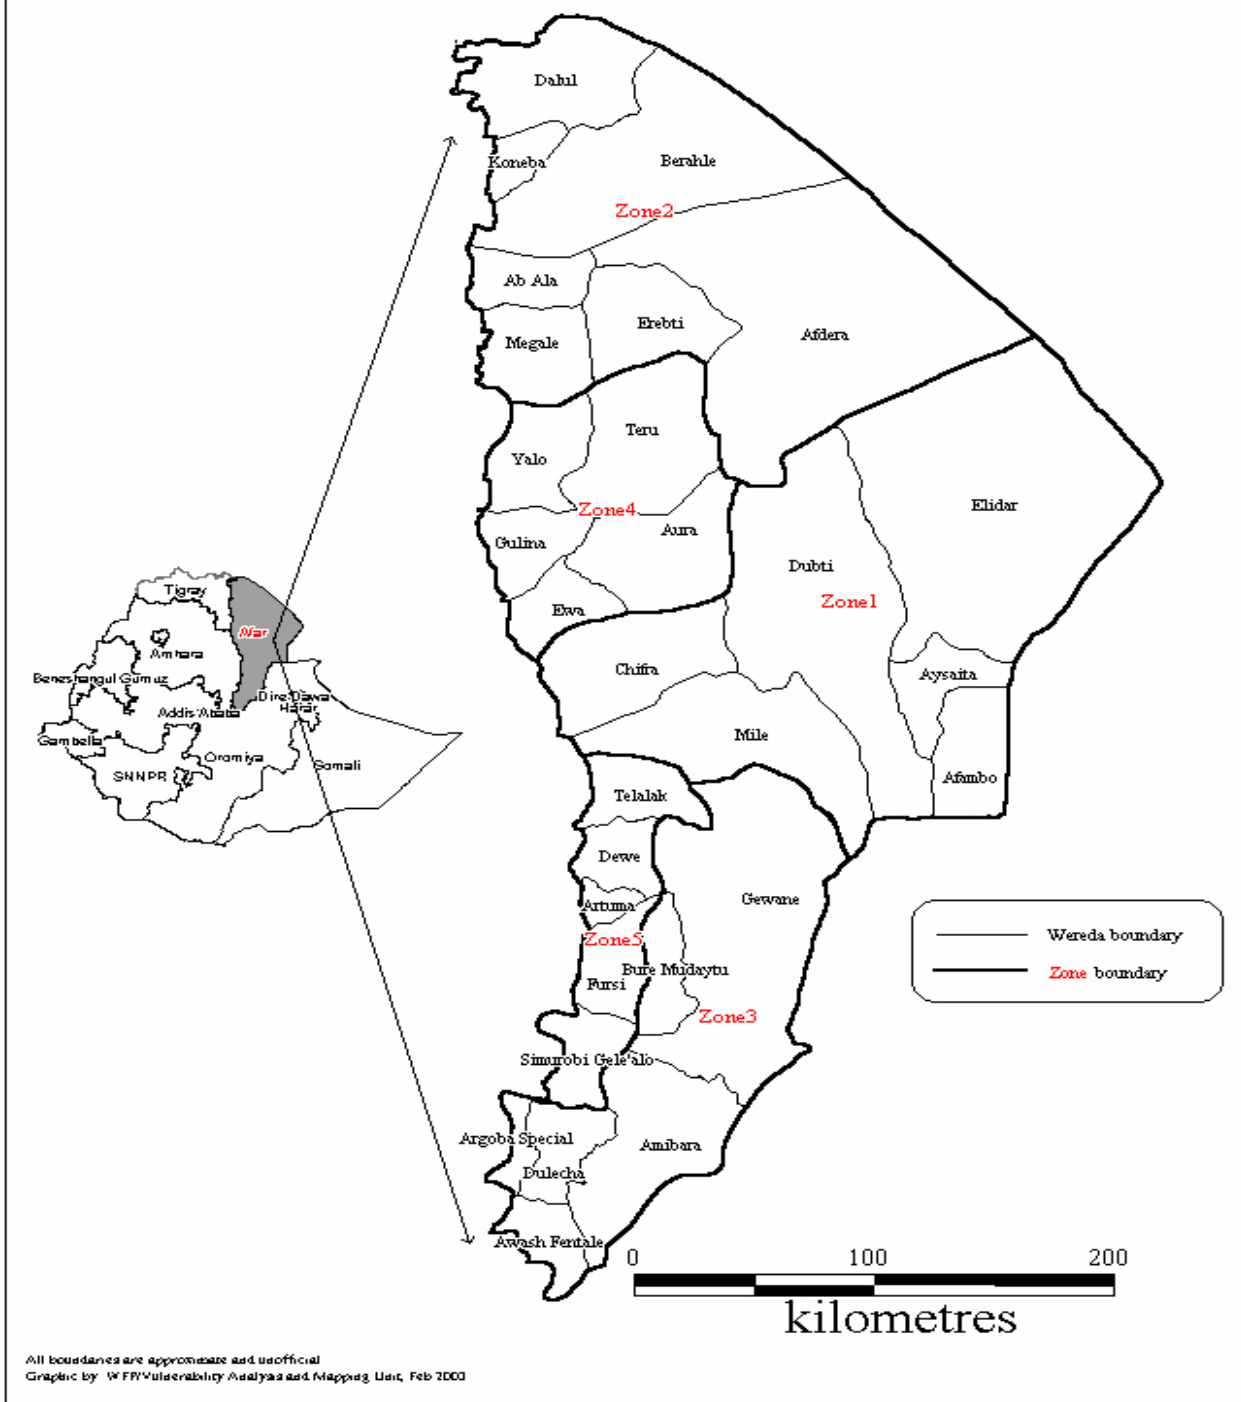 Dalul
Koneba
Berahle
Zone2
Ab Ala
Erebti
Afdera
Megale
Teru
Yalo
Elidar
Zone4
Aura
Gulina
Dubti
Zone1
Ewa
Chiffa
Aysaita
Mile
Afambo
Telalak
Dewe
Gewane
Artuma
Zone5
Bure Mudaytu
Fursi
Zone3
Simurobi Gele'alo
Argoba Special
Amibara
Dulecha
Awash Fentale
Tigray
Afar
Amhara
Beneshangul Gumuz
Dire Dawa
Harar
Addis Ababa
Gambella
Oromiya
Somali
SNNPR
Wereda boundary
Zone boundary
0 100 200
kilometres
All boundaries are approximate and unofficial
Graphic by WFP/Vulnerability Analysis and Mapping Unit, Feb 2000